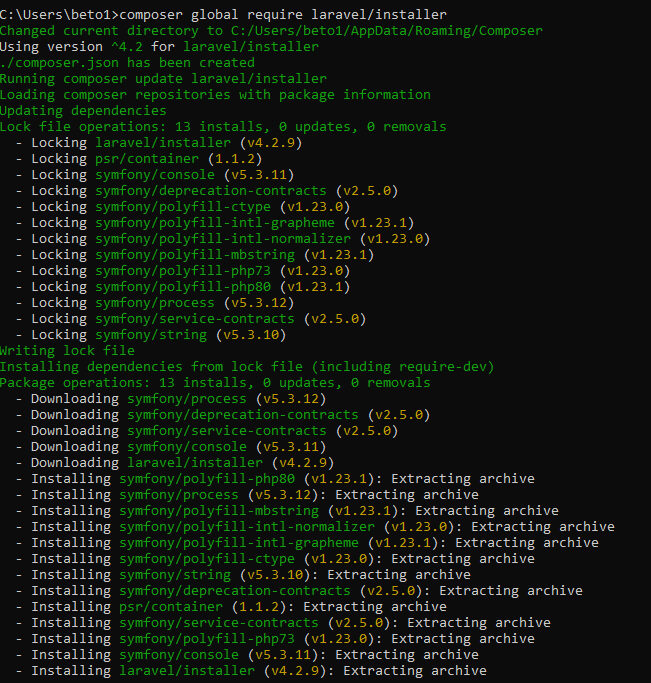 C:\Users\beto1>composer global require laravel/installer
Changed current directory to C:/Users/beto1/AppData/Roaming/Composer
Using version ^4.2 for laravel/installer
./composer.json has been created
Running composer update laravel/installer
Loading composer repositories with package information
Updating dependencies
Lock file operations: 13 installs, 0 updates, 0 removals
  - Locking laravel/installer (v4.2.9)
  - Locking psr/container (1.1.2)
  - Locking symfony/console (v5.3.11)
  - Locking symfony/deprecation-contracts (v2.5.0)
  - Locking symfony/polyfill-ctype (v1.23.0)
  - Locking symfony/polyfill-intl-grapheme (v1.23.1)
  - Locking symfony/polyfill-intl-normalizer (v1.23.0)
  - Locking symfony/polyfill-mbstring (v1.23.1)
  - Locking symfony/polyfill-php73 (v1.23.0)
  - Locking symfony/polyfill-php80 (v1.23.1)
  - Locking symfony/process (v5.3.12)
  - Locking symfony/service-contracts (v2.5.0)
  - Locking symfony/string (v5.3.10)
Writing lock file
Installing dependencies from lock file (including require-dev)
Package operations: 13 installs, 0 updates, 0 removals
  - Downloading symfony/process (v5.3.12)
  - Downloading symfony/deprecation-contracts (v2.5.0)
  - Downloading symfony/service-contracts (v2.5.0)
  - Downloading symfony/console (v5.3.11)
  - Downloading laravel/installer (v4.2.9)
  - Installing symfony/polyfill-php80 (v1.23.1): Extracting archive
  - Installing symfony/process (v5.3.12): Extracting archive
  - Installing symfony/polyfill-mbstring (v1.23.1): Extracting archive
  - Installing symfony/polyfill-intl-normalizer (v1.23.0): Extracting archive
  - Installing symfony/polyfill-intl-grapheme (v1.23.1): Extracting archive
  - Installing symfony/polyfill-ctype (v1.23.0): Extracting archive
  - Installing symfony/string (v5.3.10): Extracting archive
  - Installing symfony/deprecation-contracts (v2.5.0): Extracting archive
  - Installing psr/container (1.1.2): Extracting archive
  - Installing symfony/service-contracts (v2.5.0): Extracting archive
  - Installing symfony/polyfill-php73 (v1.23.0): Extracting archive
  - Installing symfony/console (v5.3.11): Extracting archive
  - Installing laravel/installer (v4.2.9): Extracting archive